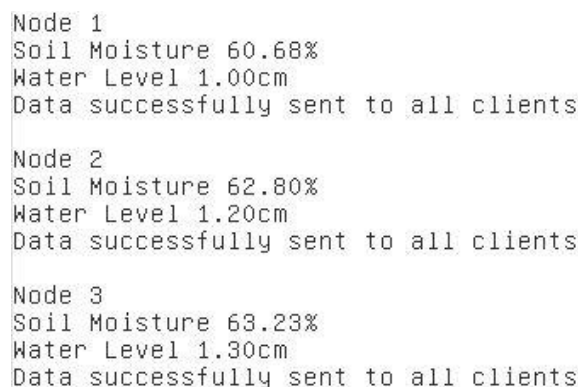 Node 1
Soil Moisture 60.68%
Water Level 1.00cm
Data successfully sent to all clients
Node 2
Soil Moisture 62.80%
Water Level 1.20cm
Data successfully sent to all clients
Node 3
Soil Moisture 63.23%
Water Level 1.30cm
Data successfully sent to all clients